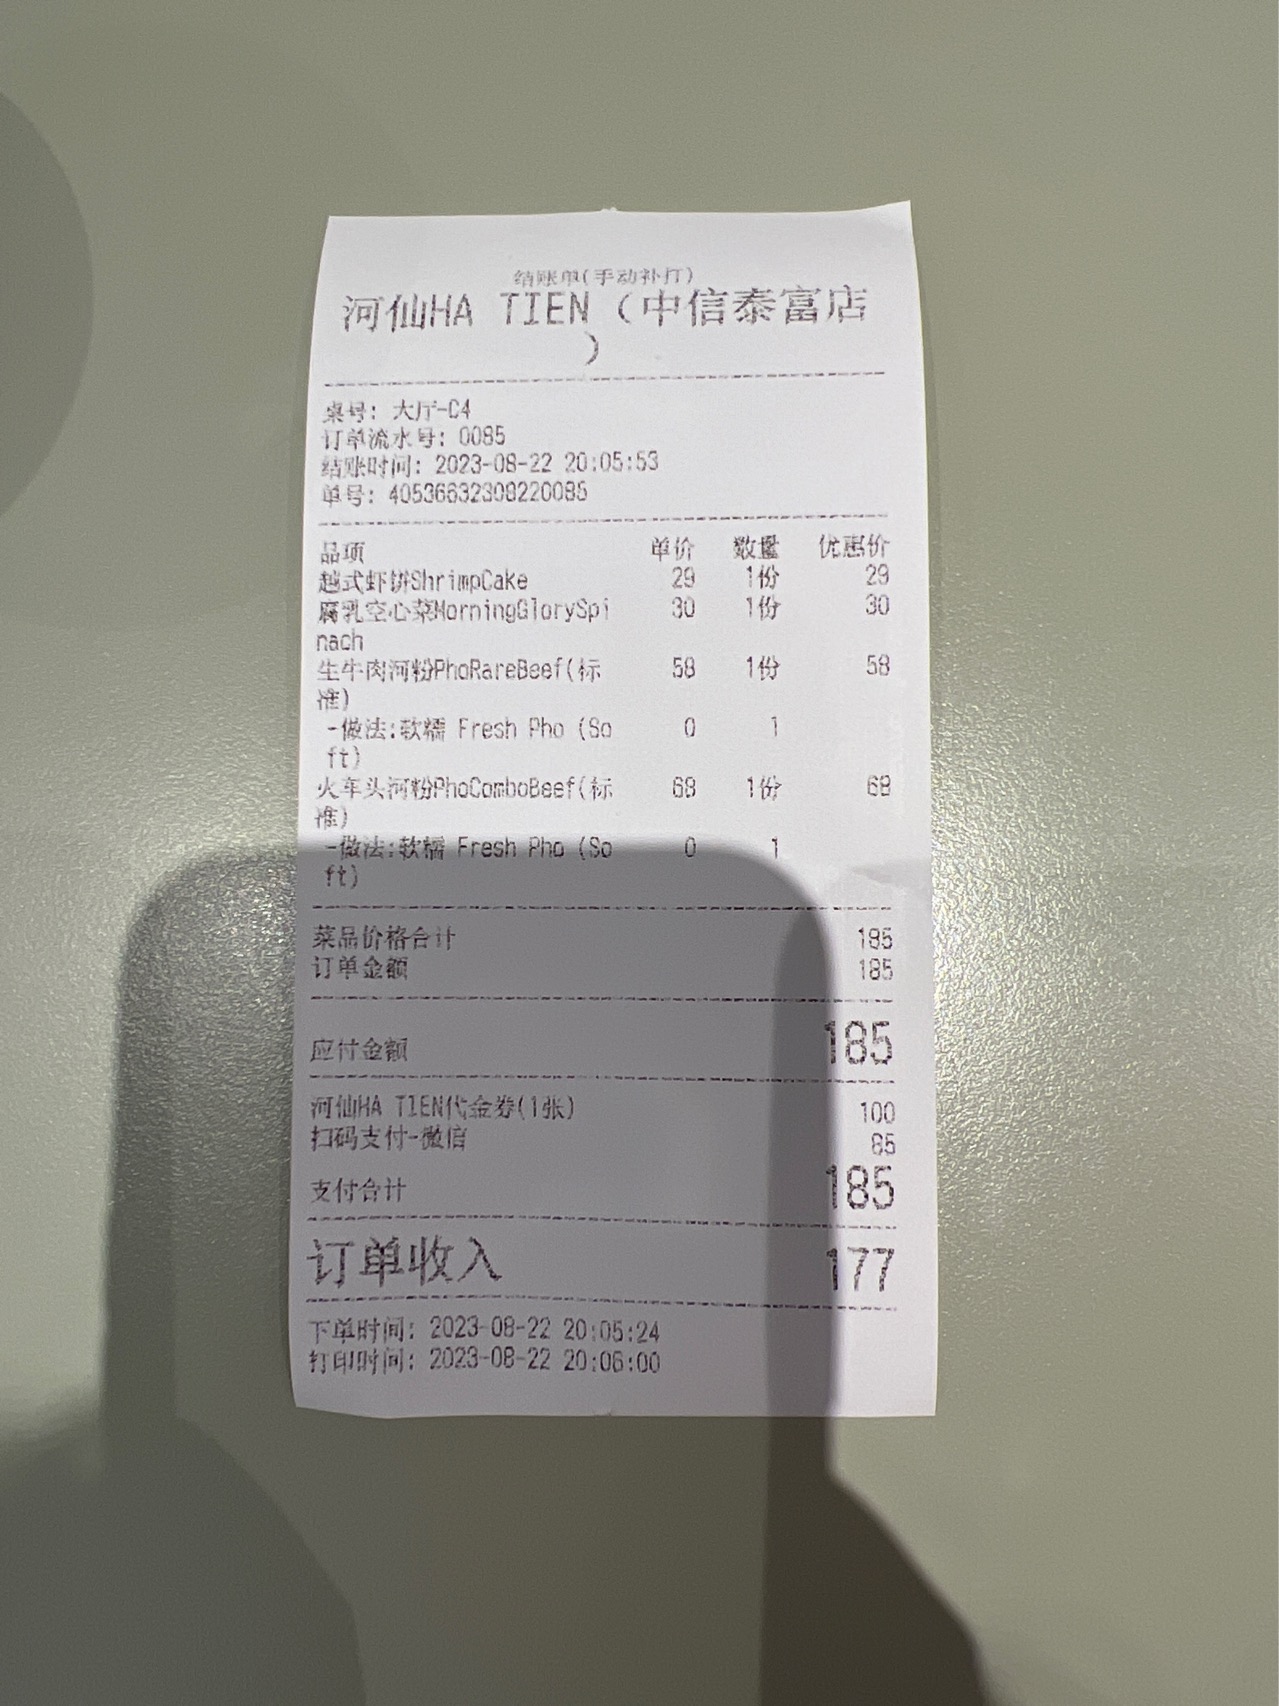 结账单(手动补打)
河仙HA TIEN（中信泰富店
）
桌号: 大厅-C4
订单流水号: 0085
结账时间: 2023-08-22 20:05:53
单号: 40536632308220085
品项 单价 数量 优惠价
越式虾饼ShrimpCake 29 1份 29
腐乳空心菜MorningGlorySpi 30 1份 30
nach
生牛肉河粉PhoRareBeef(标 58 1份 58
准)
-做法:软糯 Fresh Pho (So 0 1
ft)
火车头河粉PhoComboBeef(标 68 1份 68
准)
-做法:软糯 Fresh Pho (So 0 1
ft)
菜品价格合计 185
订单金额 185
应付金额 185
河仙HA TIEN代金券(1张) 100
扫码支付-微信 85
支付合计 185
订单收入 177
下单时间: 2023-08-22 20:05:24
打印时间: 2023-08-22 20:06:00